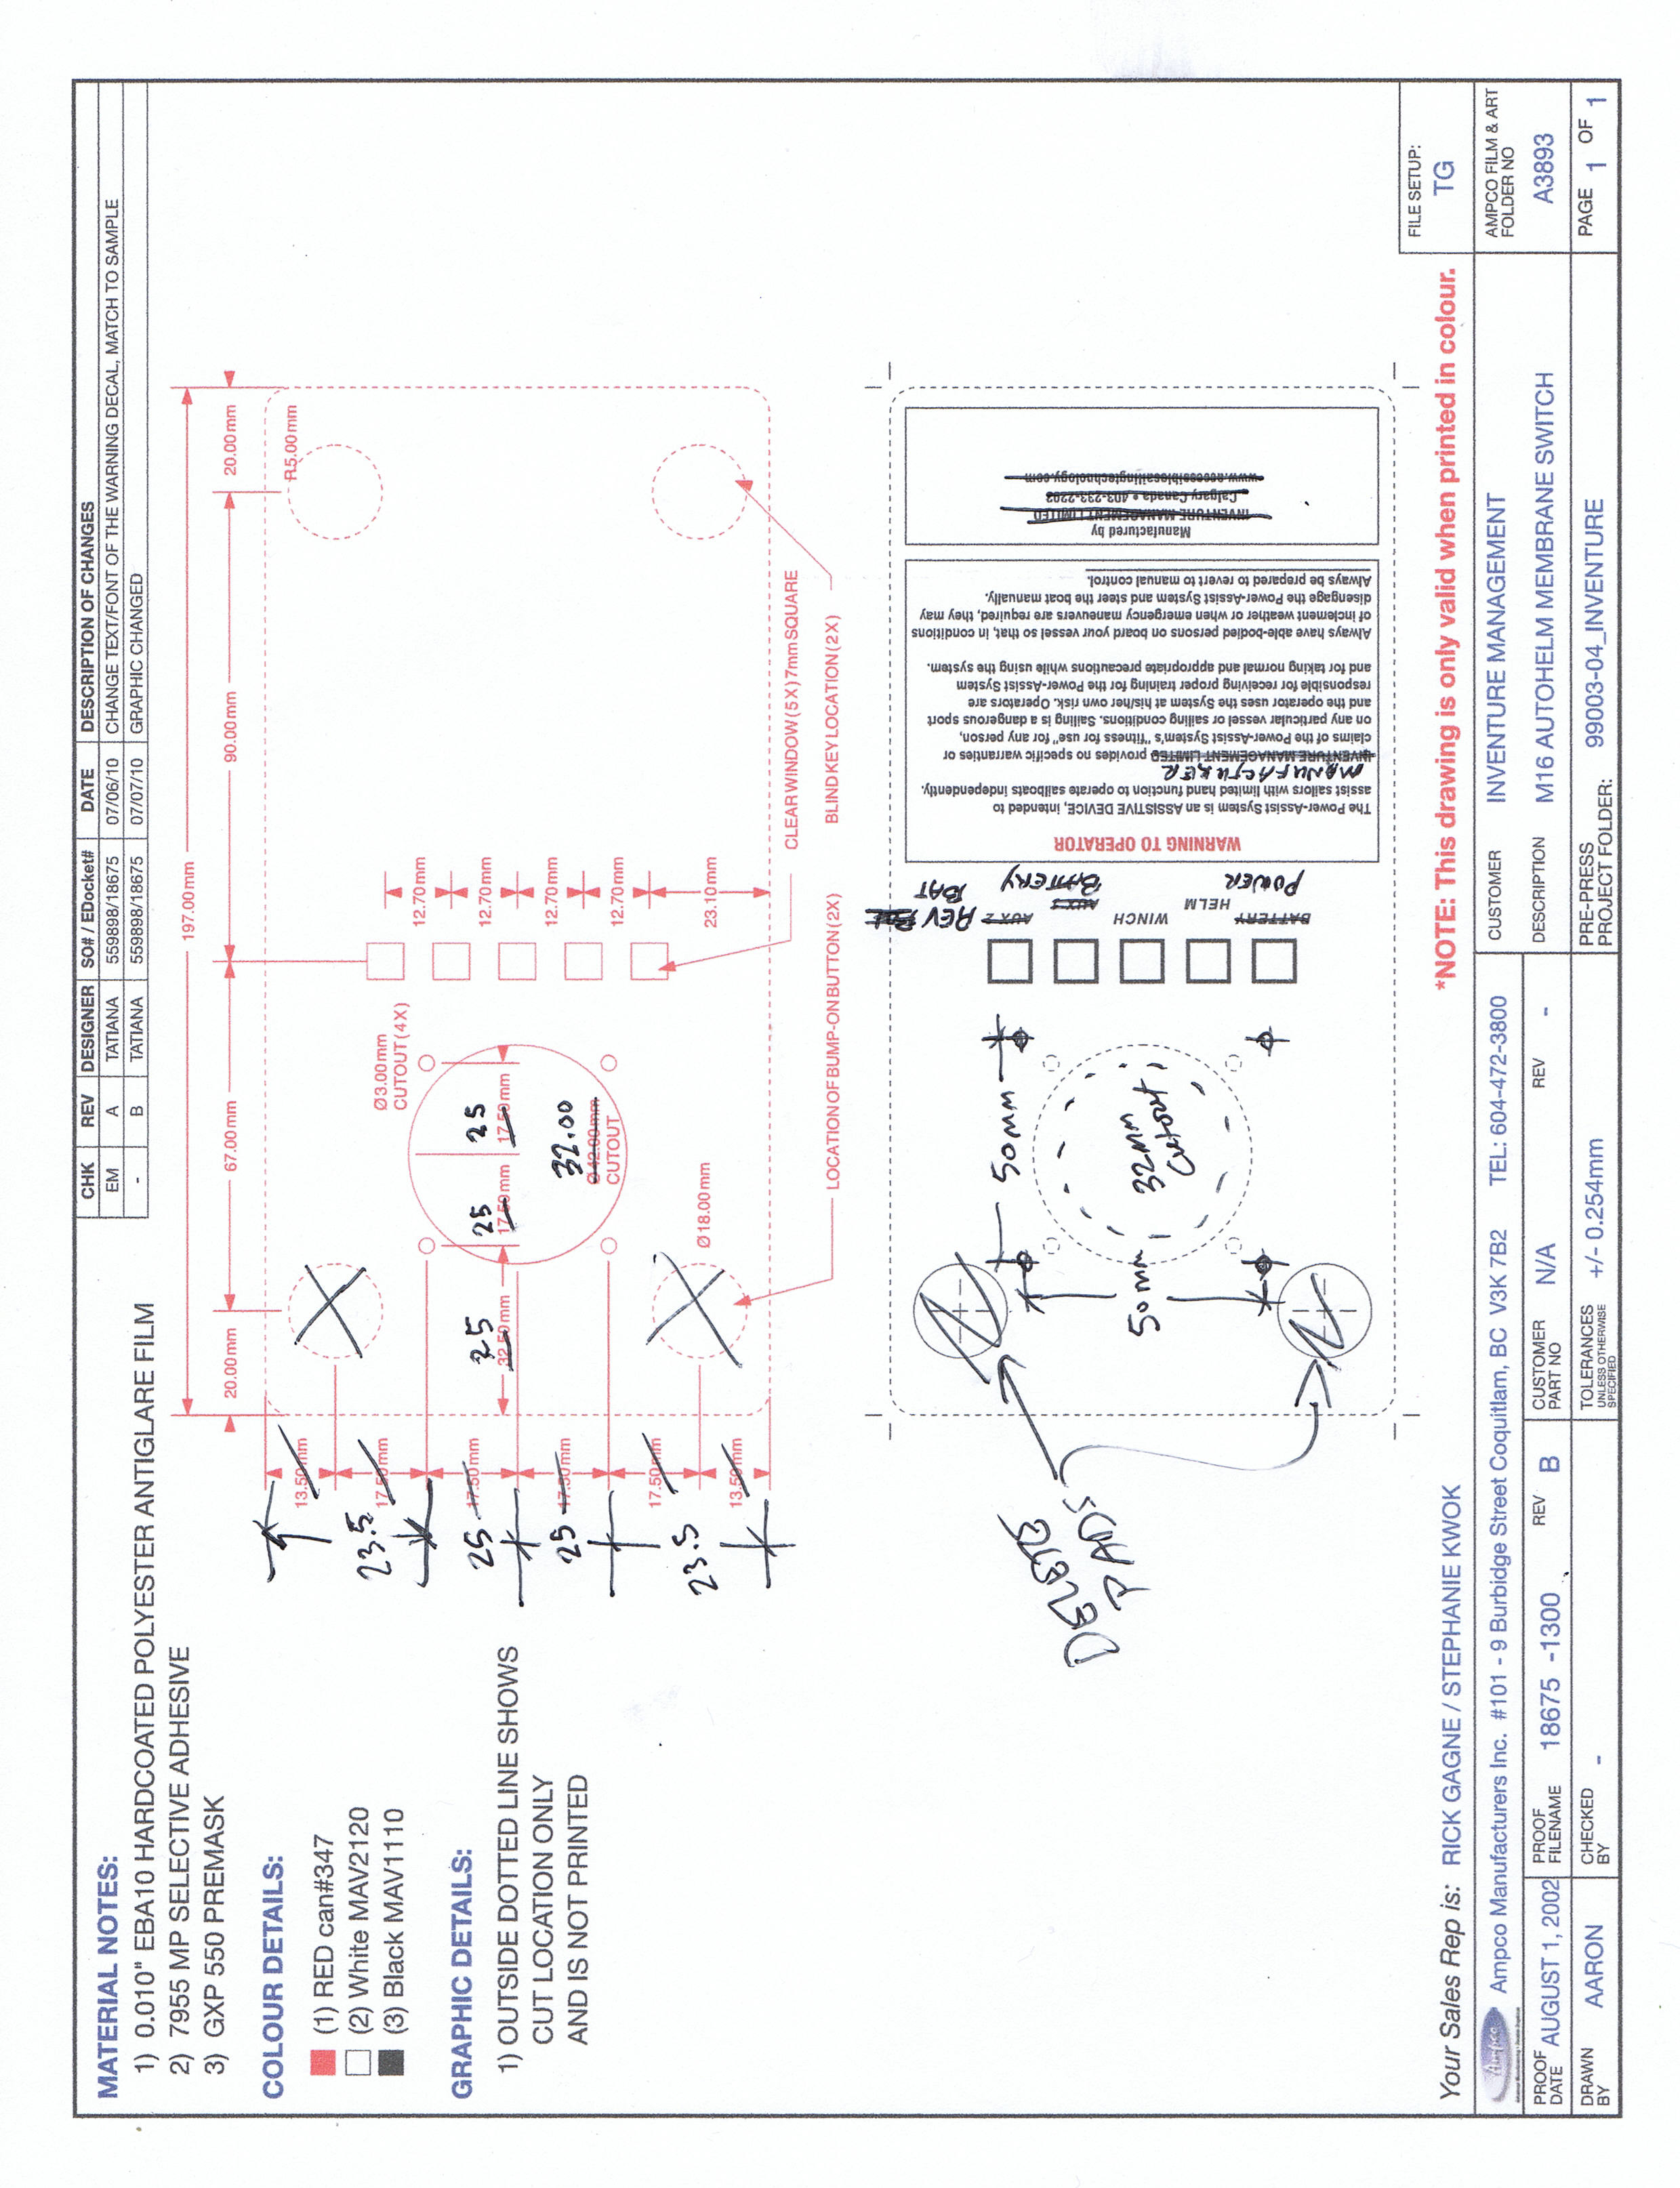 MATERIAL NOTES:
1) 0.010" EBA10 HARDCOATED POLYESTER ANTIGLARE FILM
2) 7955 MP SELECTIVE ADHESIVE
3) GXP 550 PREMASK
COLOUR DETAILS:
(1) RED can#347
(2) White MAV2120
(3) Black MAV1110
GRAPHIC DETAILS:
1) OUTSIDE DOTTED LINE SHOWS
CUT LOCATION ONLY
AND IS NOT PRINTED
CHK REV DESIGNER SO# / EDocket# DATE DESCRIPTION OF CHANGES
EM A TATIANA 559898/18675 07/06/10 CHANGE TEXT/FONT OF THE WARNING DECAL, MATCH TO SAMPLE
- B TATIANA 559898/18675 07/07/10 GRAPHIC CHANGED
197.00mm
20.00mm 67.00mm 90.00mm 20.00mm
13.50mm
R5.00mm
23.5
17.50mm
Ø3.00mm
CUTOUT (4X)
12.70mm
25 17.50mm
25 25 25
32.50mm 17.50mm 17.50mm
12.70mm
25 17.50mm
32.00
Ø 42.00mm
CUTOUT
12.70mm
12.70mm
17.50mm
23.5
Ø18.00mm
23.10mm
13.50mm
CLEAR WINDOW (5X) 7mm SQUARE
LOCATION OF BUMP-ON BUTTON (2X)
BLIND KEY LOCATION (2X)
DELETE
PADS
50mm
50mm
32MM
Cutout
AUX 2 REV
BAT
BATTERY
WINCH
HELM
BATTERY
POWER
WARNING TO OPERATOR
The Power-Assist System is an ASSISTIVE DEVICE, intended to
assist sailors with limited hand function to operate sailboats independently.
MANUFACTURER
INVENTURE MANAGEMENT LIMITED provides no specific warranties or
claims of the Power-Assist System's "fitness for use" for any person,
on any particular vessel or sailing conditions. Sailing is a dangerous sport
and the operator uses the System at his/her own risk. Operators are
responsible for receiving proper training for the Power-Assist System
and for taking normal and appropriate precautions while using the system.
Always have able-bodied persons on board your vessel so that, in conditions
of inclement weather or when emergency maneuvers are required, they may
disengage the Power-Assist System and steer the boat manually.
Always be prepared to revert to manual control.
Manufactured by
INVENTURE MANAGEMENT LIMITED
Calgary Canada • 403-233-2203
www.accessiblesailingtechnology.com
Your Sales Rep is: RICK GAGNE / STEPHANIE KWOK
*NOTE: This drawing is only valid when printed in colour.
FILE SETUP:
TG
Ampco
Ampco Manufacturers Inc. #101 - 9 Burbidge Street Coquitlam, BC V3K 7B2 TEL: 604-472-3800
CUSTOMER INVENTURE MANAGEMENT
AMPCO FILM & ART
FOLDER NO
A3893
PROOF DATE AUGUST 1, 2002
PROOF FILENAME 18675 -1300 REV B
CUSTOMER PART NO N/A REV -
DESCRIPTION M16 AUTOHELM MEMBRANE SWITCH
DRAWN BY AARON
CHECKED BY -
TOLERANCES UNLESS OTHERWISE SPECIFIED +/- 0.254mm
PRE-PRESS PROJECT FOLDER: 99003-04_INVENTURE
PAGE 1 OF 1